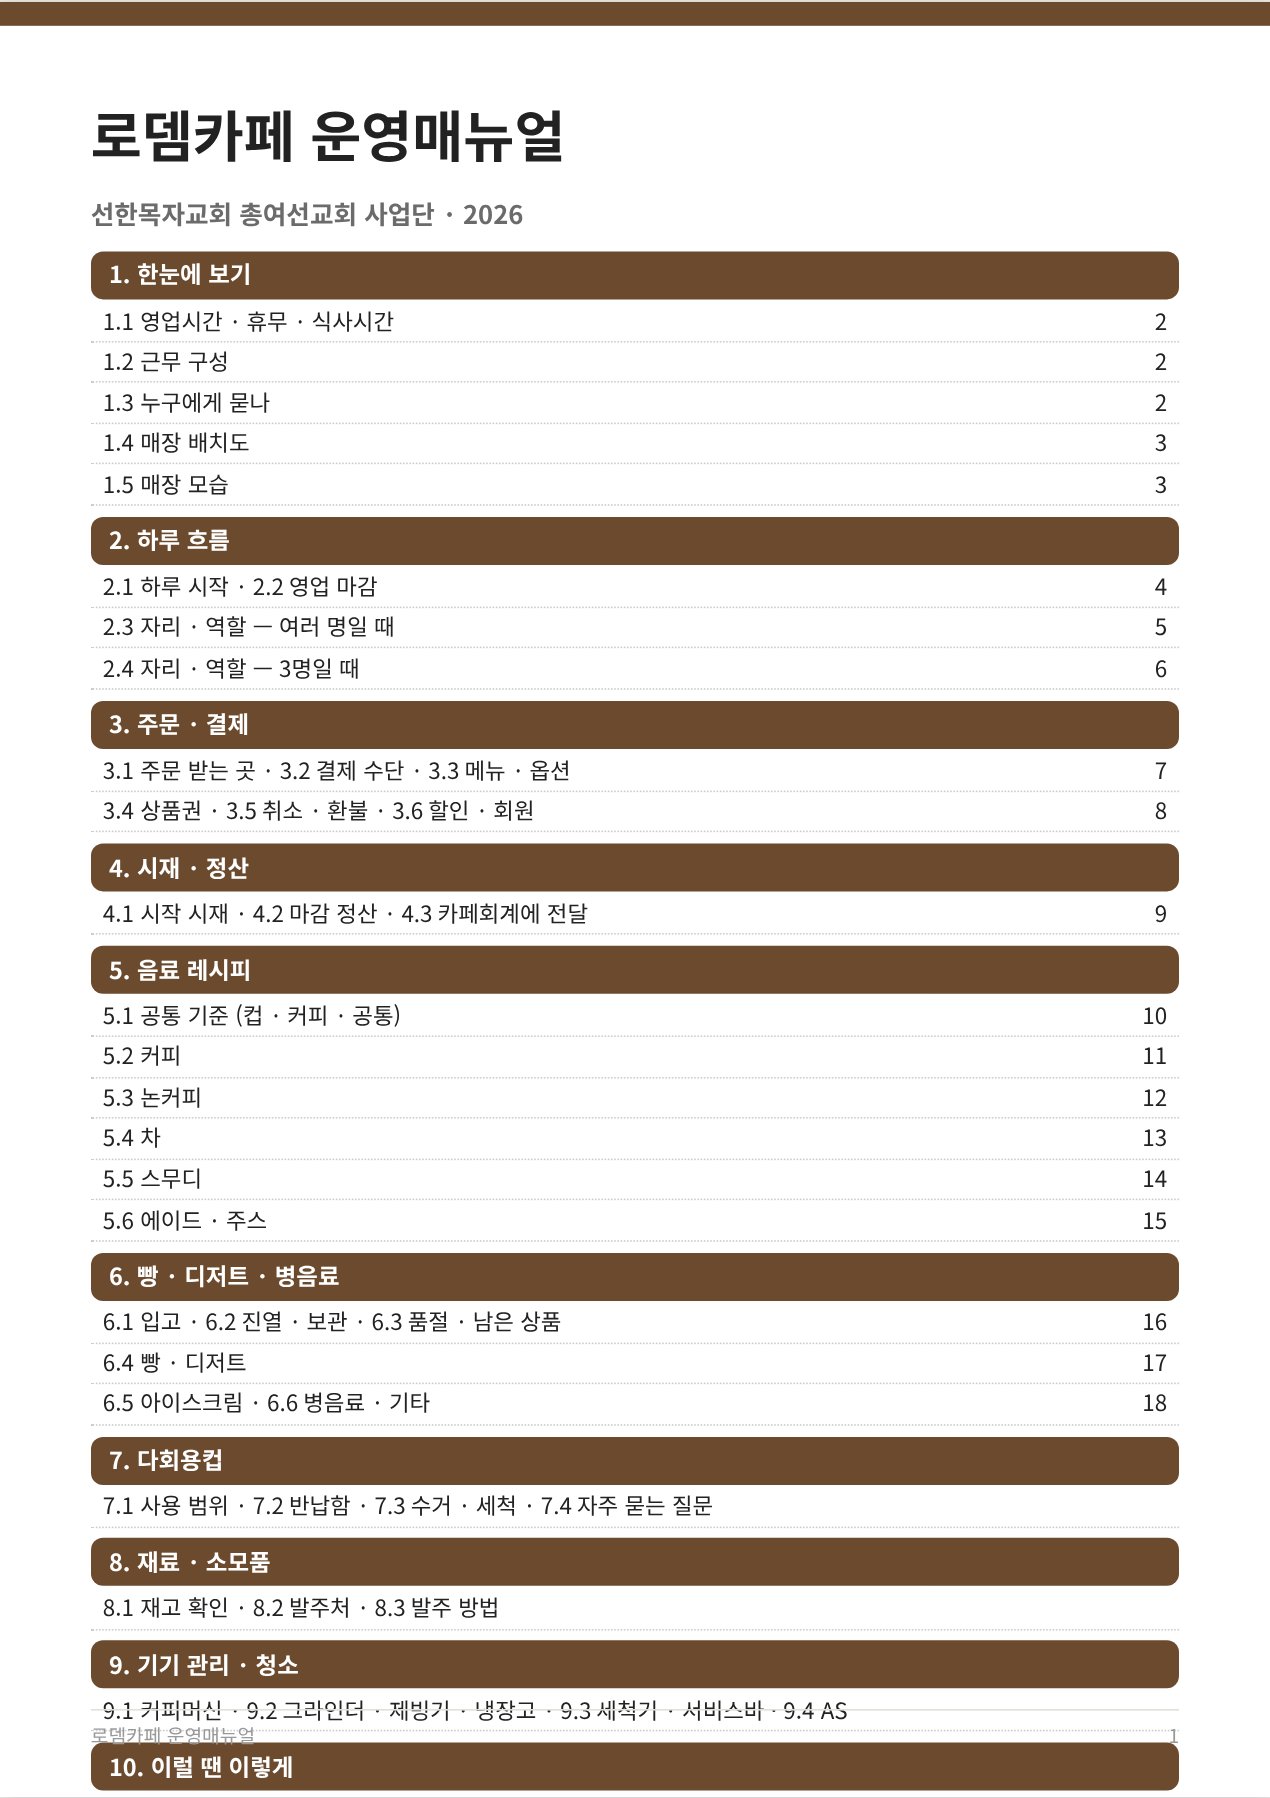 로뎀카페 운영매뉴얼
선한목자교회 총여선교회 사업단 · 2026
1. 한눈에 보기
1.1 영업시간 · 휴무 · 식사시간 2
1.2 근무 구성 2
1.3 누구에게 묻나 2
1.4 매장 배치도 3
1.5 매장 모습 3
2. 하루 흐름
2.1 하루 시작 · 2.2 영업 마감 4
2.3 자리 · 역할 — 여러 명일 때 5
2.4 자리 · 역할 — 3명일 때 6
3. 주문 · 결제
3.1 주문 받는 곳 · 3.2 결제 수단 · 3.3 메뉴 · 옵션 7
3.4 상품권 · 3.5 취소 · 환불 · 3.6 할인 · 회원 8
4. 시재 · 정산
4.1 시작 시재 · 4.2 마감 정산 · 4.3 카페회계에 전달 9
5. 음료 레시피
5.1 공통 기준 (컵 · 커피 · 공통) 10
5.2 커피 11
5.3 논커피 12
5.4 차 13
5.5 스무디 14
5.6 에이드 · 주스 15
6. 빵 · 디저트 · 병음료
6.1 입고 · 6.2 진열 · 보관 · 6.3 품절 · 남은 상품 16
6.4 빵 · 디저트 17
6.5 아이스크림 · 6.6 병음료 · 기타 18
7. 다회용컵
7.1 사용 범위 · 7.2 반납함 · 7.3 수거 · 세척 · 7.4 자주 묻는 질문
8. 재료 · 소모품
8.1 재고 확인 · 8.2 발주처 · 8.3 발주 방법
9. 기기 관리 · 청소
9.1 커피머신 · 9.2 그라인더 · 제빙기 · 냉장고 · 9.3 세척기 · 서비스바 · 9.4 AS
로뎀카페 운영매뉴얼 1
10. 이럴 땐 이렇게